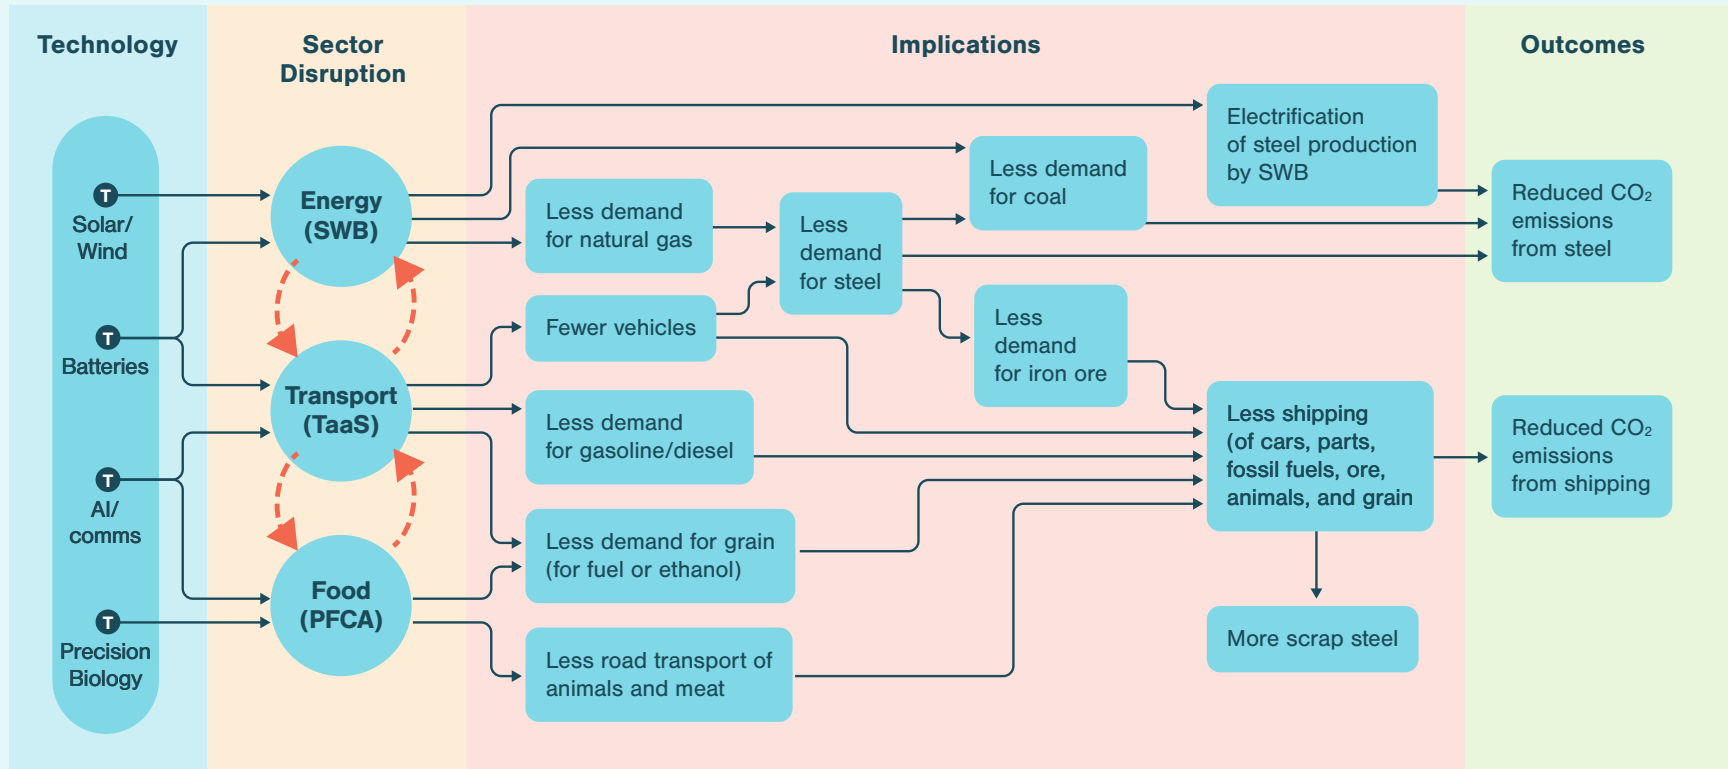 Technology
Sector
Disruption
Implications
Outcomes
T
Solar/
Wind
T
Batteries
T
AI/
comms
T
Precision
Biology
Energy
(SWB)
Transport
(TaaS)
Food
(PFCA)
Less demand
for natural gas
Fewer vehicles
Less demand
for gasoline/diesel
Less demand for grain
(for fuel or ethanol)
Less road transport of
animals and meat
Less
demand
for steel
Less demand
for coal
Less
demand
for iron ore
Electrification
of steel production
by SWB
Less shipping
(of cars, parts,
fossil fuels, ore,
animals, and grain
More scrap steel
Reduced CO₂
emissions
from steel
Reduced CO₂
emissions
from shipping